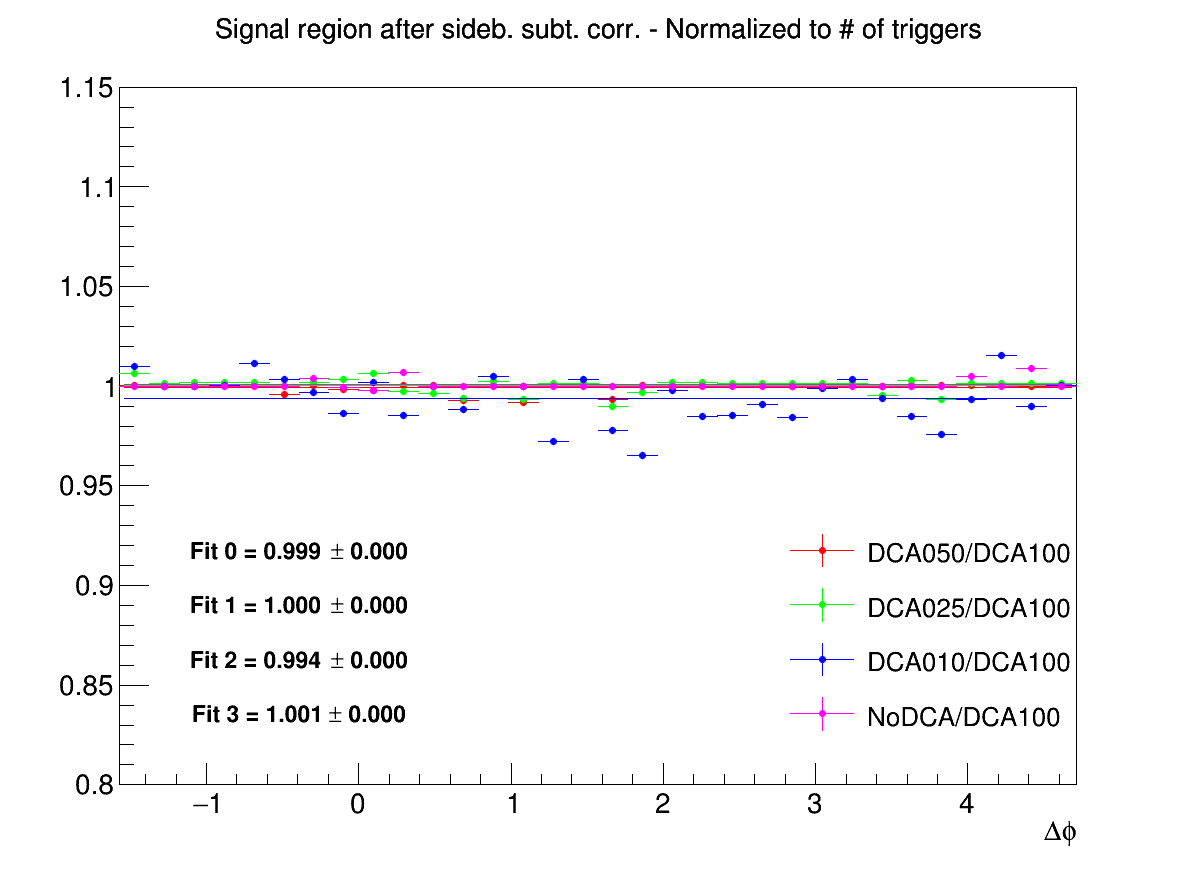 Signal region after sideb. subt. corr. - Normalized to # of triggers
1.15
1.1
1.05
1
0.95
0.9
0.85
0.8
Fit 0 = 0.999 ± 0.000
Fit 1 = 1.000 ± 0.000
Fit 2 = 0.994 ± 0.000
Fit 3 = 1.001 ± 0.000
DCA050/DCA100
DCA025/DCA100
DCA010/DCA100
NoDCA/DCA100
−1 0 1 2 3 4
Δϕ